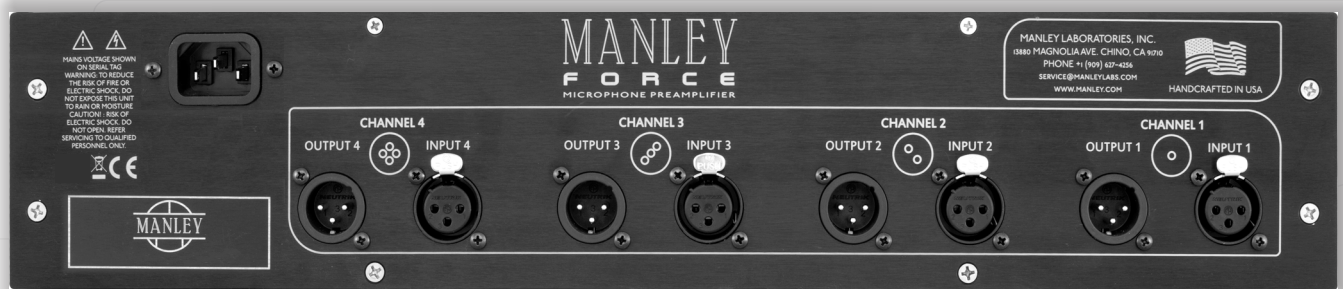 MAINS VOLTAGE SHOWN
ON SERIAL TAG
WARNING: TO REDUCE
THE RISK OF FIRE OR
ELECTRIC SHOCK, DO
NOT EXPOSE THIS UNIT
TO RAIN OR MOISTURE
CAUTION! : RISK OF
ELECTRIC SHOCK. DO
NOT OPEN. REFER
SERVICING TO QUALIFIED
PERSONNEL ONLY.
CE
MANLEY
FORCE
MICROPHONE PREAMPLIFIER
MANLEY LABORATORIES, INC.
13880 MAGNOLIA AVE. CHINO, CA 91710
PHONE +1 (909) 627-4256
SERVICE@MANLEYLABS.COM
WWW.MANLEY.COM
HANDCRAFTED IN USA
CHANNEL 4
OUTPUT 4
INPUT 4
CHANNEL 3
OUTPUT 3
INPUT 3
CHANNEL 2
OUTPUT 2
INPUT 2
CHANNEL 1
OUTPUT 1
INPUT 1
MANLEY